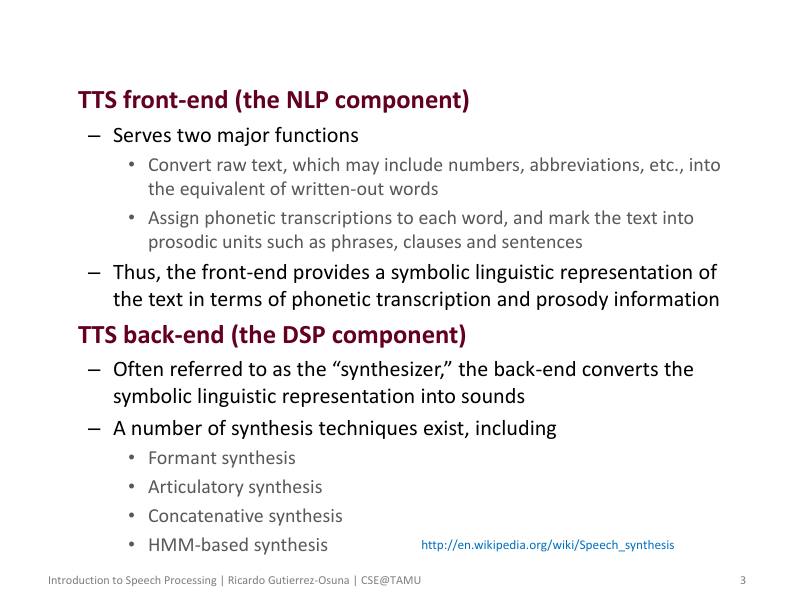 TTS front-end (the NLP component)
– Serves two major functions
• Convert raw text, which may include numbers, abbreviations, etc., into
the equivalent of written-out words
• Assign phonetic transcriptions to each word, and mark the text into
prosodic units such as phrases, clauses and sentences
– Thus, the front-end provides a symbolic linguistic representation of
the text in terms of phonetic transcription and prosody information
TTS back-end (the DSP component)
– Often referred to as the “synthesizer,” the back-end converts the
symbolic linguistic representation into sounds
– A number of synthesis techniques exist, including
• Formant synthesis
• Articulatory synthesis
• Concatenative synthesis
• HMM-based synthesis http://en.wikipedia.org/wiki/Speech_synthesis
Introduction to Speech Processing | Ricardo Gutierrez-Osuna | CSE@TAMU 3